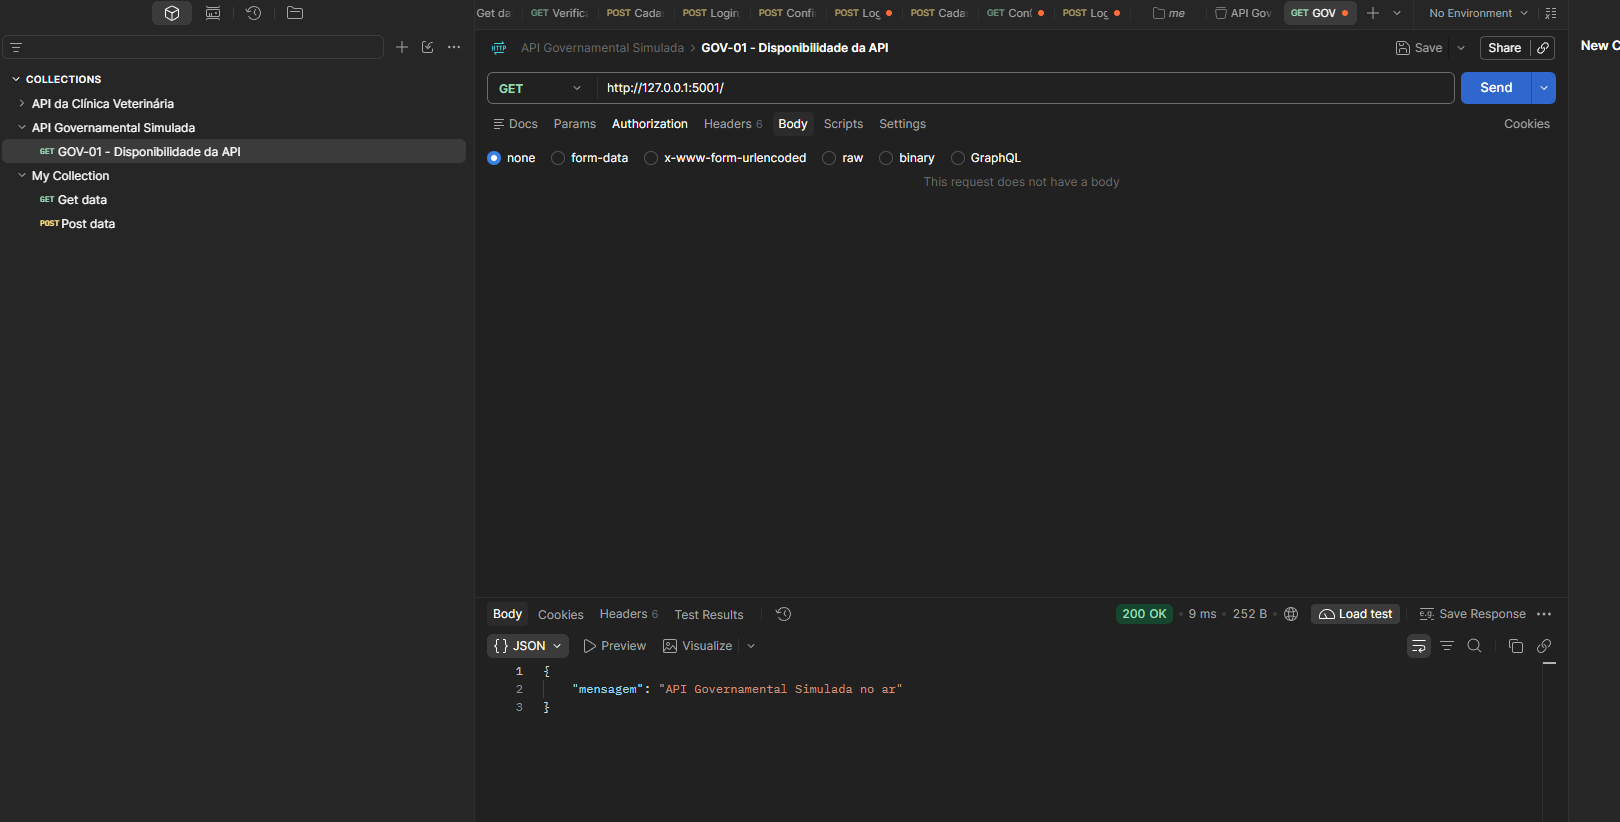 Get da
GET Verific
POST Cada
POST Login
POST Confi
POST Log
POST Cada
GET Conf
POST Log
me
API Gov
GET GOV
No Environment
API Governamental Simulada > GOV-01 - Disponibilidade da API
Save
Share
New C
COLLECTIONS
API da Clínica Veterinária
API Governamental Simulada
GET GOV-01 - Disponibilidade da API
My Collection
GET Get data
POST Post data
GET http://127.0.0.1:5001/
Send
Docs Params Authorization Headers 6 Body Scripts Settings Cookies
none form-data x-www-form-urlencoded raw binary GraphQL
This request does not have a body
Body Cookies Headers 6 Test Results
200 OK • 9 ms • 252 B •
Load test
e.g. Save Response
{} JSON Preview Visualize
1 {
2 "mensagem": "API Governamental Simulada no ar"
3 }